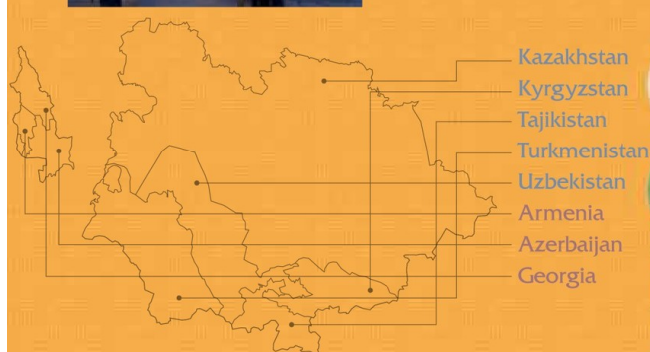 Kazakhstan
Kyrgyzstan
Tajikistan
Turkmenistan
Uzbekistan
Armenia
Azerbaijan
Georgia